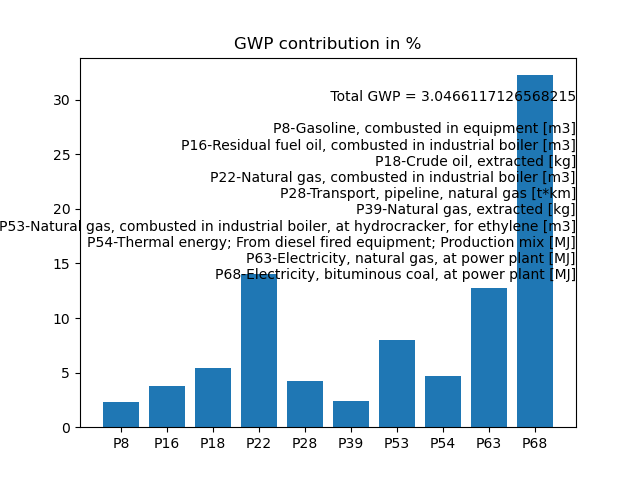 GWP contribution in %
Total GWP = 3.0466117126568215
P8-Gasoline, combusted in equipment [m3]
P16-Residual fuel oil, combusted in industrial boiler [m3]
P18-Crude oil, extracted [kg]
P22-Natural gas, combusted in industrial boiler [m3]
P28-Transport, pipeline, natural gas [t*km]
P39-Natural gas, extracted [kg]
P53-Natural gas, combusted in industrial boiler, at hydrocracker, for ethylene [m3]
P54-Thermal energy; From diesel fired equipment; Production mix [MJ]
P63-Electricity, natural gas, at power plant [MJ]
P68-Electricity, bituminous coal, at power plant [MJ]
30
25
20
15
10
5
0
P8 P16 P18 P22 P28 P39 P53 P54 P63 P68